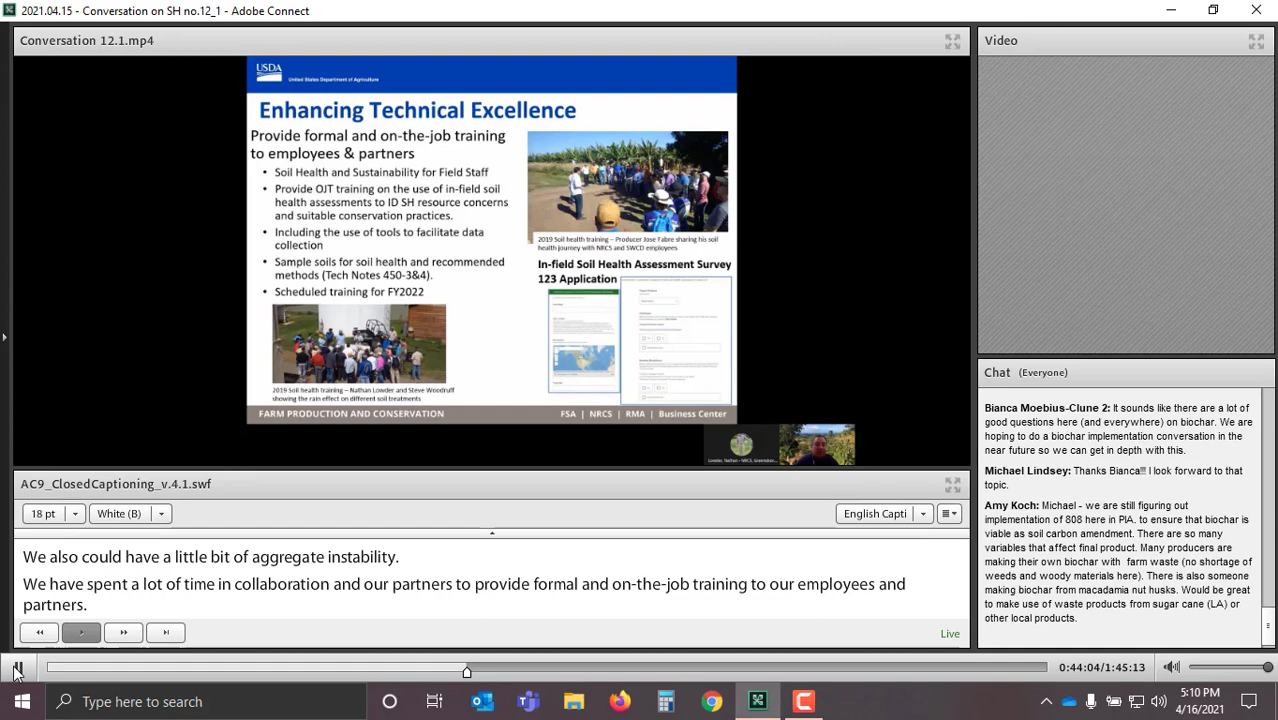 2021.04.15 - Conversation on SH no.12_1 - Adobe Connect
Conversation 12.1.mp4
USDA
United States Department of Agriculture
Enhancing Technical Excellence
Provide formal and on-the-job training
to employees & partners
• Soil Health and Sustainability for Field Staff
• Provide OJT training on the use of in-field soil
health assessments to ID SH resource concerns
and suitable conservation practices.
• Including the use of tools to facilitate data
collection
• Sample soils for soil health and recommended
methods (Tech Notes 450-3&4).
• Scheduled training for FY2022
2019 Soil health training – Nathan Lowder and Steve Woodruff
showing the rain effect on different soil treatments
2019 Soil health training – Producer Jose Fabre sharing his soil
health journey with NRCS and SWCD employees
In-field Soil Health Assessment Survey
123 Application
FARM PRODUCTION AND CONSERVATION
FSA | NRCS | RMA | Business Center
Video
Chat (Everyone)
Bianca Moebius-Clune 2: It sounds like there are a lot of
good questions here (and everywhere) on biochar. We are
hoping to do a biochar implementation conversation in the
near future so we can get in depth with this.
Michael Lindsey: Thanks Bianca!!! I look forward to that
topic.
Amy Koch: Michael - we are still figuring out
implementation of 808 here in PIA. to ensure that biochar is
viable as soil carbon amendment. There are so many
variables that affect final product. Many producers are
making their own biochar with farm waste (no shortage of
weeds and woody materials here). There is also someone
making biochar from macadamia nut husks. Would be great
to make use of waste products from sugar cane (LA) or
other local products.
AC9_ClosedCaptioning_v.4.1.swf
18 pt
White (B)
English Capti
We also could have a little bit of aggregate instability.
We have spent a lot of time in collaboration and our partners to provide formal and on-the-job training to our employees and
partners.
Live
0:44:04/1:45:13
Type here to search
5:10 PM
4/16/2021